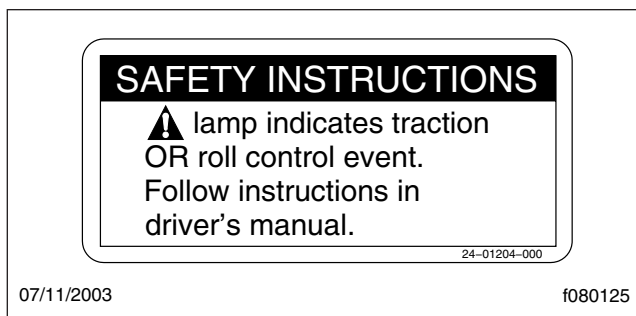 SAFETY INSTRUCTIONS
⚠ lamp indicates traction
OR roll control event.
Follow instructions in
driver's manual.
24–01204–000
07/11/2003 f080125